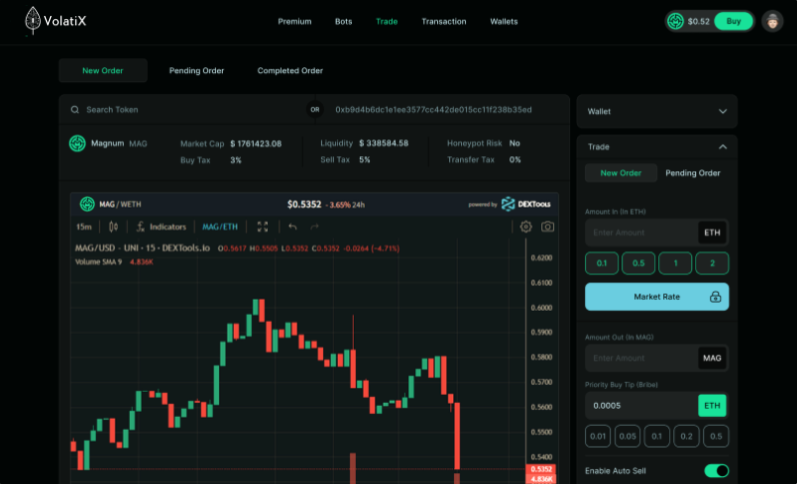 VolatiX Premium Bots Trade Transaction Wallets $0.52 Buy
New Order Pending Order Completed Order
Search Token OR 0xb9d4b6dc1e1ee3577cc442de015cc11f238b35ed
Magnum MAG
Market Cap $ 1761423.08
Buy Tax 3%
Liquidity $ 338584.58
Sell Tax 5%
Honeypot Risk No
Transfer Tax 0%
MAG / WETH $0.5352 - 3.65% 24h powered by DEXTools
15m Indicators MAG/ETH
MAG/USD · UNI · 15 · DEXTools.Io O0.5617 H0.5505 L0.5352 C0.5352 -0.0264 (-4.71%)
Volume SMA 9 4.836K
0.6200
0.6100
0.6000
0.5900
0.5800
0.5700
0.5600
0.5500
0.5400
0.5352
4.836K
Wallet
Trade
New Order Pending Order
Amount In (In ETH)
Enter Amount ETH
0.1 0.5 1 2
Market Rate
Amount Out (In MAG)
Enter Amount MAG
Priority Buy Tip (Bribe)
0.0005 ETH
0.01 0.05 0.1 0.2 0.5
Enable Auto Sell